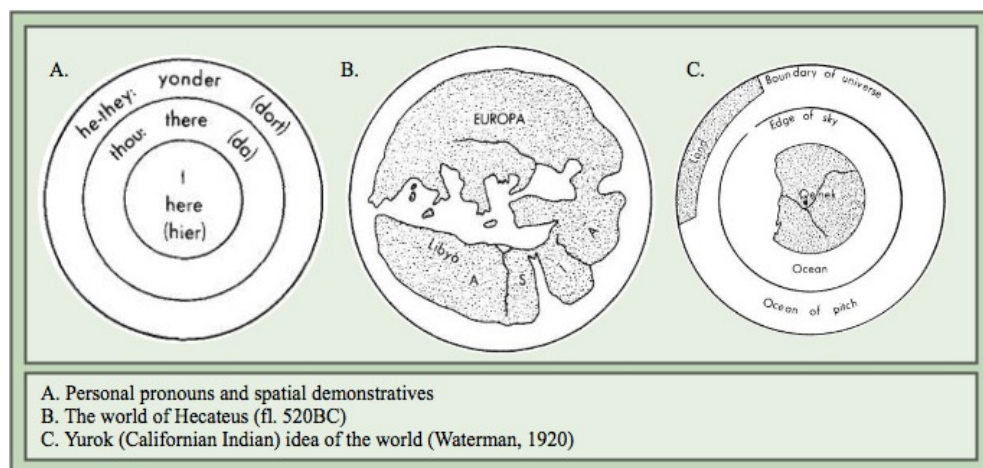 A.
he-they: yonder (dort)
thou: there (da)
I
here
(hier)
B.
EUROPA
Libya
A
S
I
A
C.
Boundary of universe
Edge of sky
Land
Qenek
Ocean
Ocean of pitch
A. Personal pronouns and spatial demonstratives
B. The world of Hecateus (fl. 520BC)
C. Yurok (Californian Indian) idea of the world (Waterman, 1920)